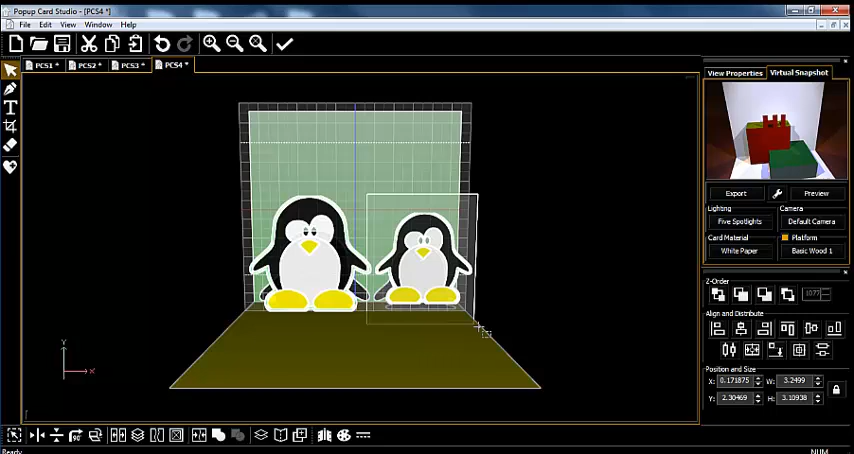 Popup Card Studio - [PCS4 *]
File Edit View Window Help
PCS1 * PCS2 * PCS3 * PCS4 *
View Properties Virtual Snapshot
Export Preview
Lighting Camera
Five Spotlights Default Camera
Card Material Platform
White Paper Basic Wood 1
Z-Order
1077
Align and Distribute
Position and Size
X: 0.171875 W: 3.2499
Y: 2.30469 H: 3.10938
Y
X
90°
Ready NUM